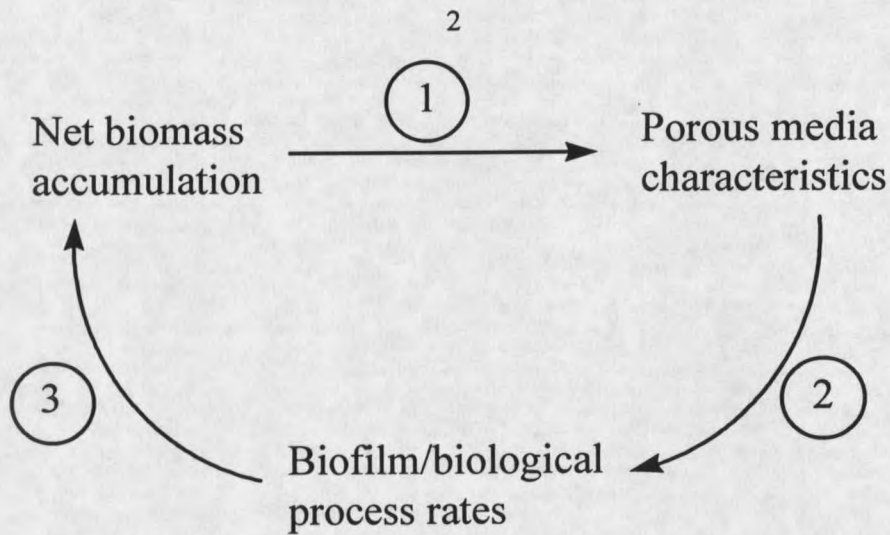 2
1
Net biomass
accumulation
Porous media
characteristics
3
2
Biofilm/biological
process rates